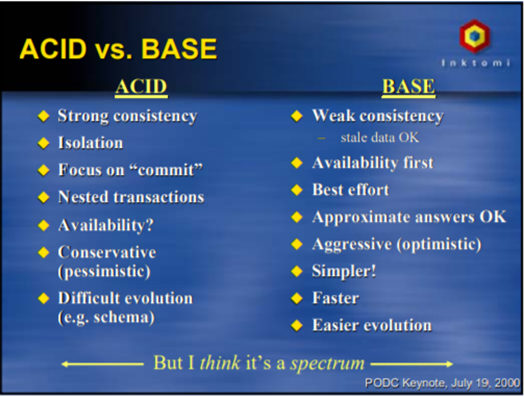 ACID vs. BASE
Inktomi
ACID
Strong consistency
Isolation
Focus on “commit”
Nested transactions
Availability?
Conservative
(pessimistic)
Difficult evolution
(e.g. schema)
BASE
Weak consistency
– stale data OK
Availability first
Best effort
Approximate answers OK
Aggressive (optimistic)
Simpler!
Faster
Easier evolution
But I think it's a spectrum
PODC Keynote, July 19, 2000